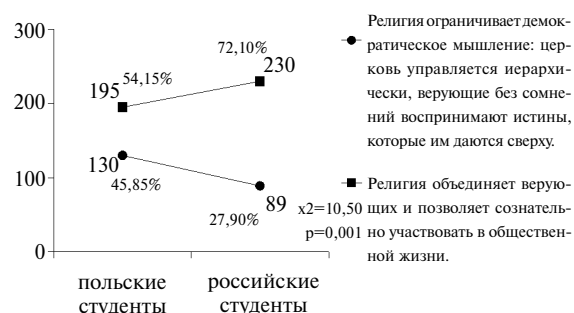 300
200
100
0
195
54,15%
72,10%
230
130
45,85%
89
27,90%
x2=10,50
p=0,001
польские
студенты
российские
студенты
Религия ограничивает демок-
ратическое мышление: цер-
ковь управляется иерархи-
чески, верующие без сомне-
ний воспринимают истины,
которые им даются сверху.
Религия объединяет верую-
щих и позволяет сознатель-
но участвовать в обществен-
ной жизни.